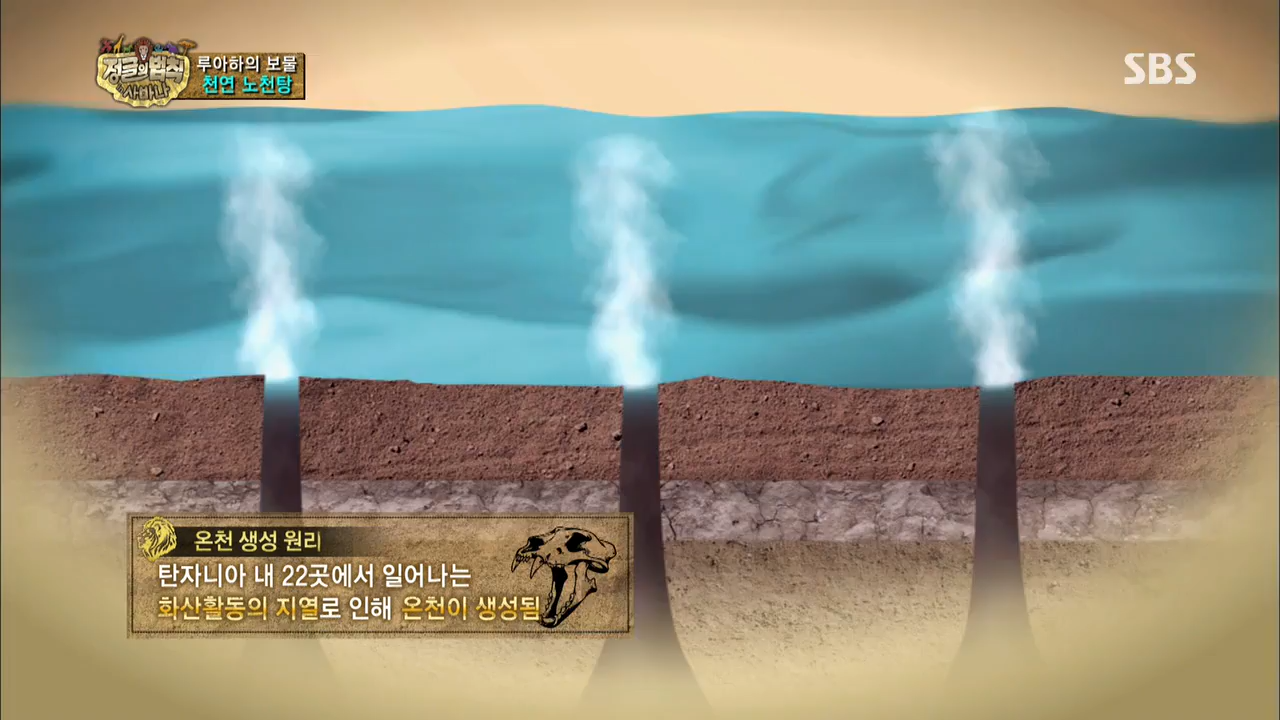 정글의 법칙
사바나
루아하의 보물
천연 노천탕
SBS
온천 생성 원리
탄자니아 내 22곳에서 일어나는
화산활동의 지열로 인해 온천이 생성됨